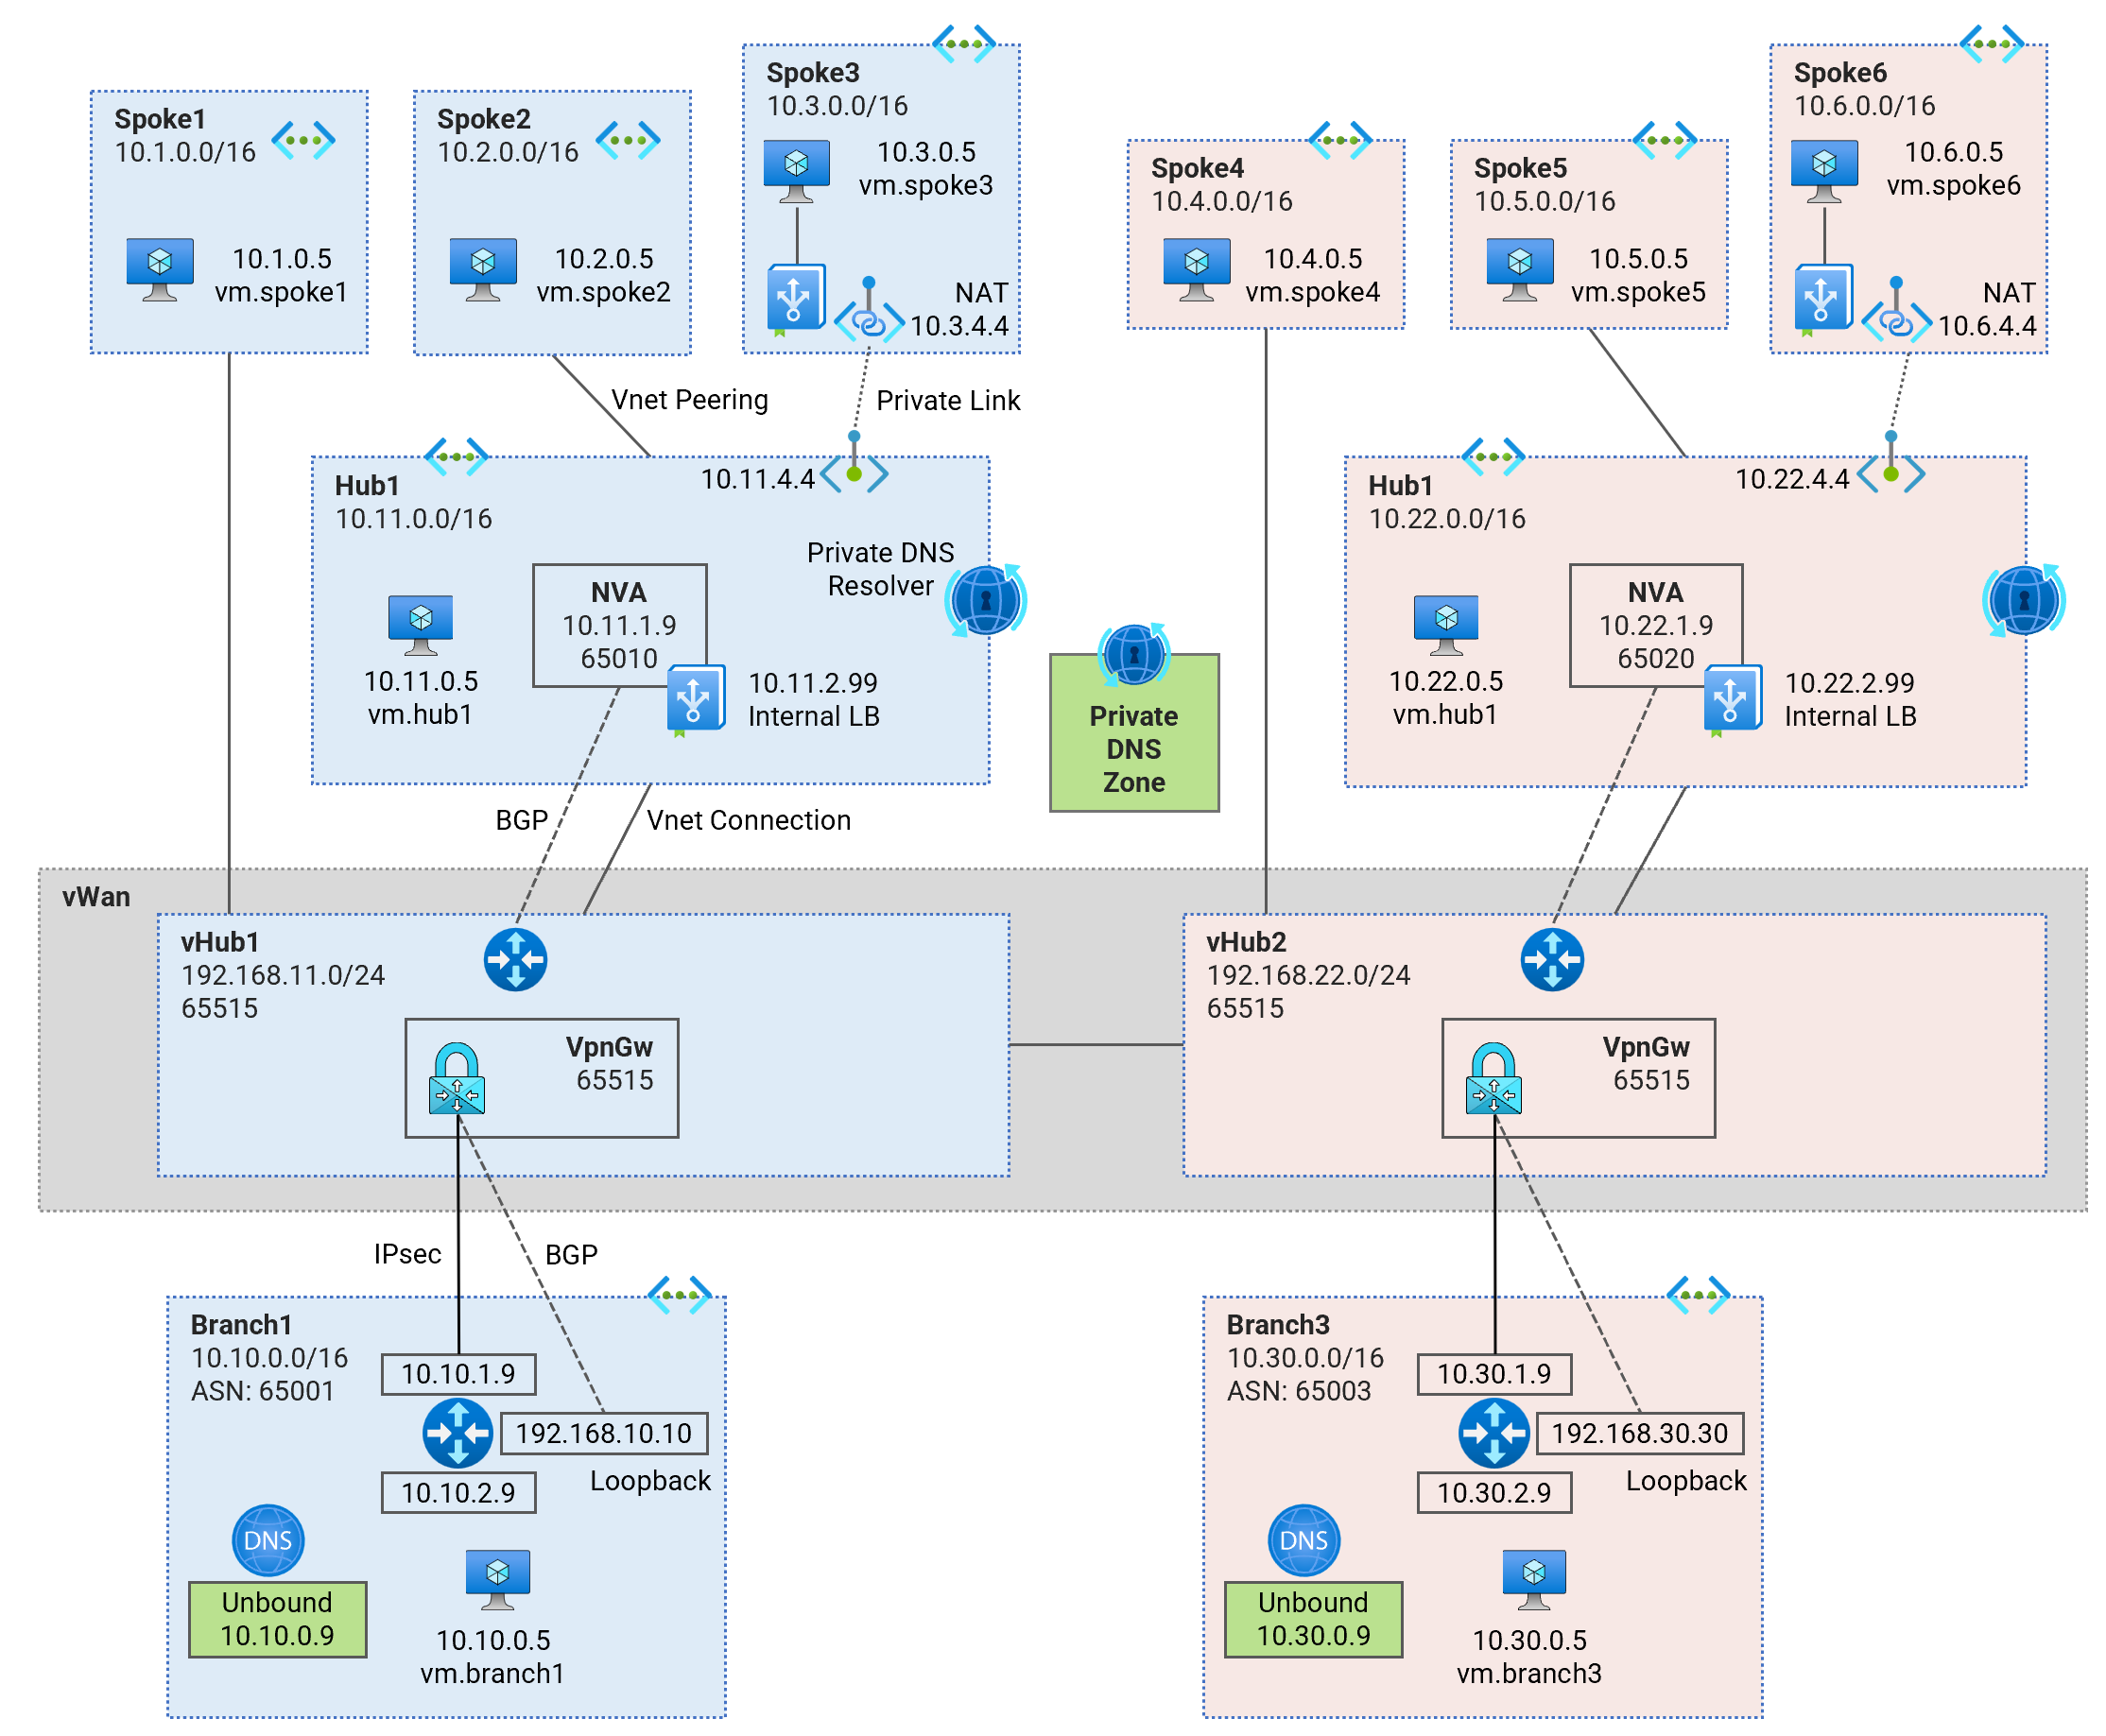 Spoke1
10.1.0.0/16
10.1.0.5
vm.spoke1
Spoke2
10.2.0.0/16
10.2.0.5
vm.spoke2
Spoke3
10.3.0.0/16
10.3.0.5
vm.spoke3
NAT
10.3.4.4
Spoke4
10.4.0.0/16
10.4.0.5
vm.spoke4
Spoke5
10.5.0.0/16
10.5.0.5
vm.spoke5
Spoke6
10.6.0.0/16
10.6.0.5
vm.spoke6
NAT
10.6.4.4
Vnet Peering
Private Link
Hub1
10.11.0.0/16
10.11.4.4
Private DNS
Resolver
NVA
10.11.1.9
65010
10.11.0.5
vm.hub1
10.11.2.99
Internal LB
Private
DNS
Zone
Hub1
10.22.0.0/16
10.22.4.4
NVA
10.22.1.9
65020
10.22.0.5
vm.hub1
10.22.2.99
Internal LB
BGP
Vnet Connection
vWan
vHub1
192.168.11.0/24
65515
VpnGw
65515
vHub2
192.168.22.0/24
65515
VpnGw
65515
IPsec
BGP
Branch1
10.10.0.0/16
ASN: 65001
10.10.1.9
192.168.10.10
Loopback
10.10.2.9
DNS
Unbound
10.10.0.9
10.10.0.5
vm.branch1
Branch3
10.30.0.0/16
ASN: 65003
10.30.1.9
192.168.30.30
Loopback
10.30.2.9
DNS
Unbound
10.30.0.9
10.30.0.5
vm.branch3